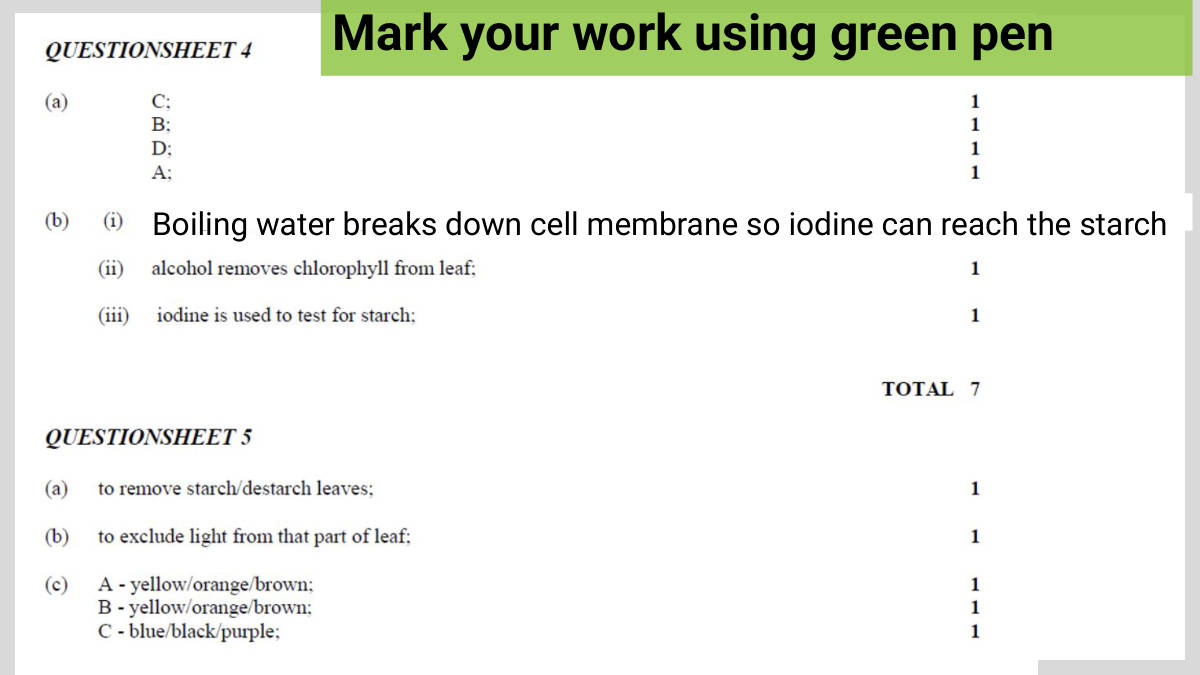 Mark your work using green pen
QUESTIONSHEET 4
(a) C; 1
B; 1
D; 1
A; 1
(b) (i) Boiling water breaks down cell membrane so iodine can reach the starch
(ii) alcohol removes chlorophyll from leaf; 1
(iii) iodine is used to test for starch; 1
TOTAL 7
QUESTIONSHEET 5
(a) to remove starch/destarch leaves; 1
(b) to exclude light from that part of leaf; 1
(c) A - yellow/orange/brown; 1
B - yellow/orange/brown; 1
C - blue/black/purple; 1